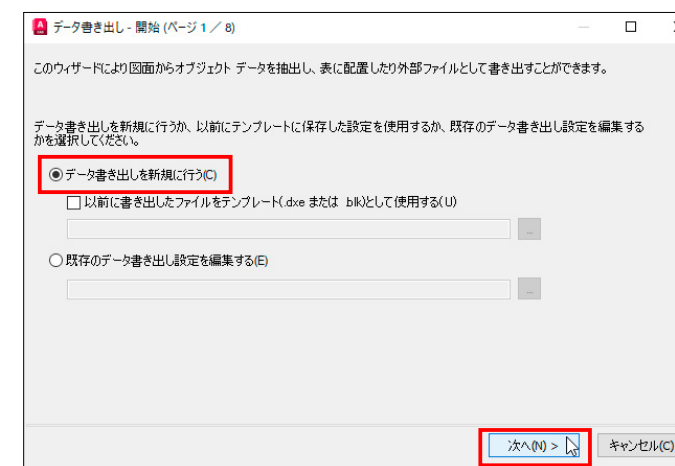 データ書き出し - 開始 (ページ 1 ／ 8)
このウィザードにより図面からオブジェクト データを抽出し、表に配置したり外部ファイルとして書き出すことができます。
データ書き出しを新規に行うか、以前にテンプレートに保存した設定を使用するか、既存のデータ書き出し設定を編集する
かを選択してください。
データ書き出しを新規に行う(C)
以前に書き出したファイルをテンプレート(.dxe または .blk)として使用する(U)
...
既存のデータ書き出し設定を編集する(E)
...
次へ(N) >
キャンセル(C)